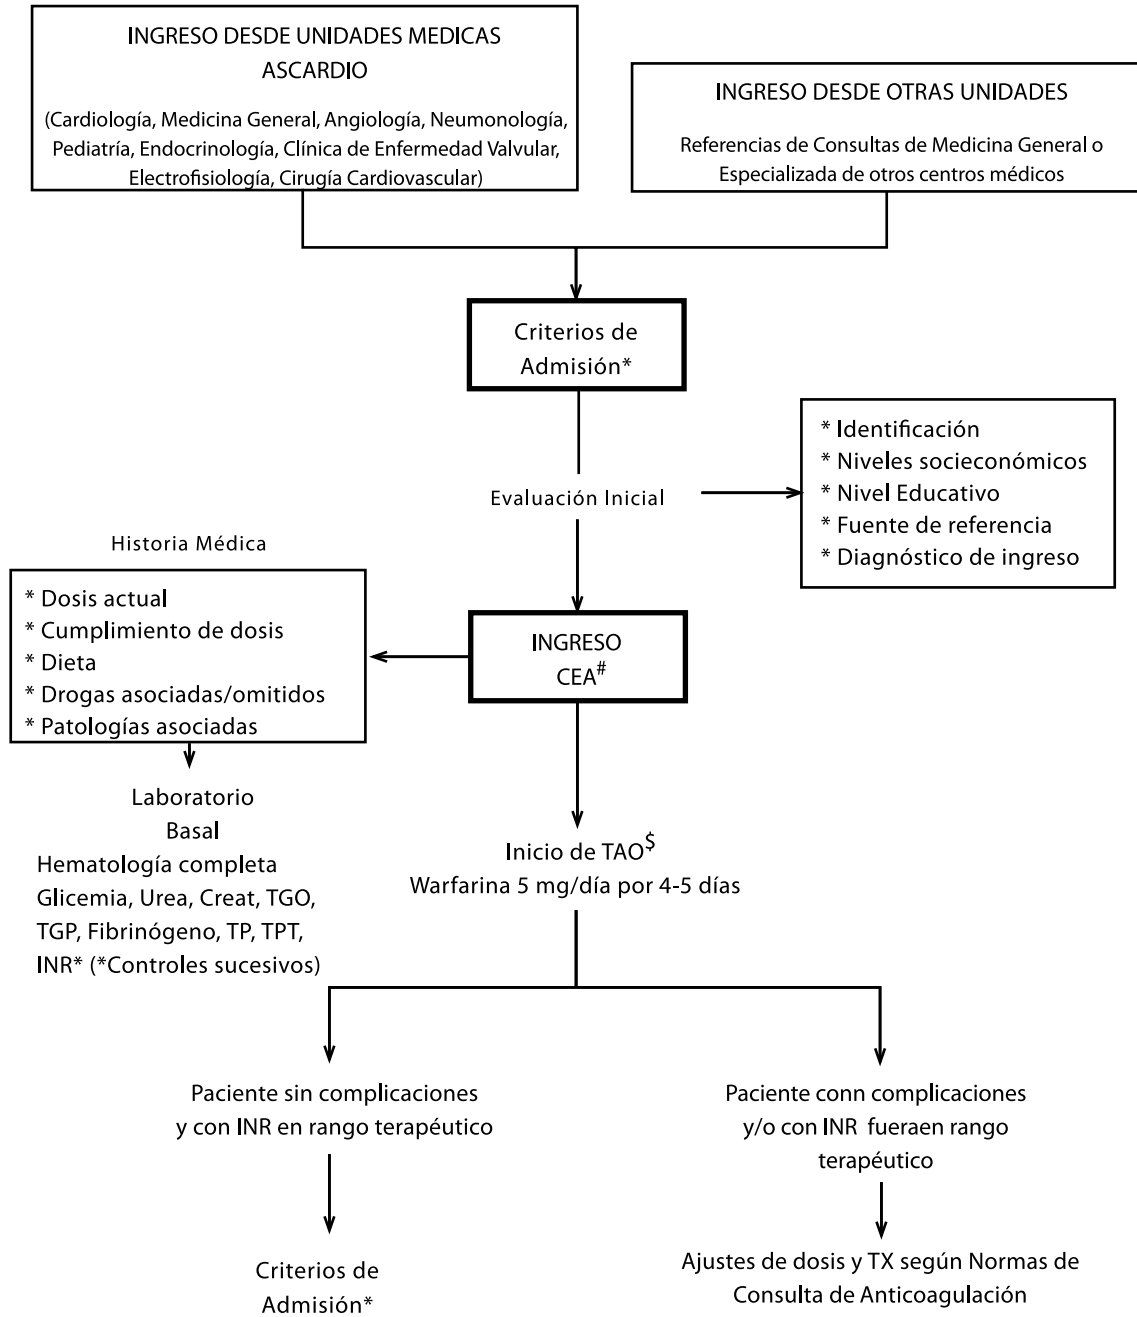 INGRESO DESDE UNIDADES MEDICAS
ASCARDIO
(Cardiología, Medicina General, Angiología, Neumonología,
Pediatría, Endocrinología, Clínica de Enfermedad Valvular,
Electrofisiología, Cirugía Cardiovascular)
INGRESO DESDE OTRAS UNIDADES
Referencias de Consultas de Medicina General o
Especializada de otros centros médicos
Criterios de
Admisión*
Evaluación Inicial
* Identificación
* Niveles socieconómicos
* Nivel Educativo
* Fuente de referencia
* Diagnóstico de ingreso
Historia Médica
* Dosis actual
* Cumplimiento de dosis
* Dieta
* Drogas asociadas/omitidos
* Patologías asociadas
INGRESO
CEA#
Laboratorio
Basal
Hematología completa
Glicemia, Urea, Creat, TGO,
TGP, Fibrinógeno, TP, TPT,
INR* (*Controles sucesivos)
Inicio de TAO$
Warfarina 5 mg/día por 4-5 días
Paciente sin complicaciones
y con INR en rango terapéutico
Criterios de
Admisión*
Paciente conn complicaciones
y/o con INR fueraen rango
terapéutico
Ajustes de dosis y TX según Normas de
Consulta de Anticoagulación